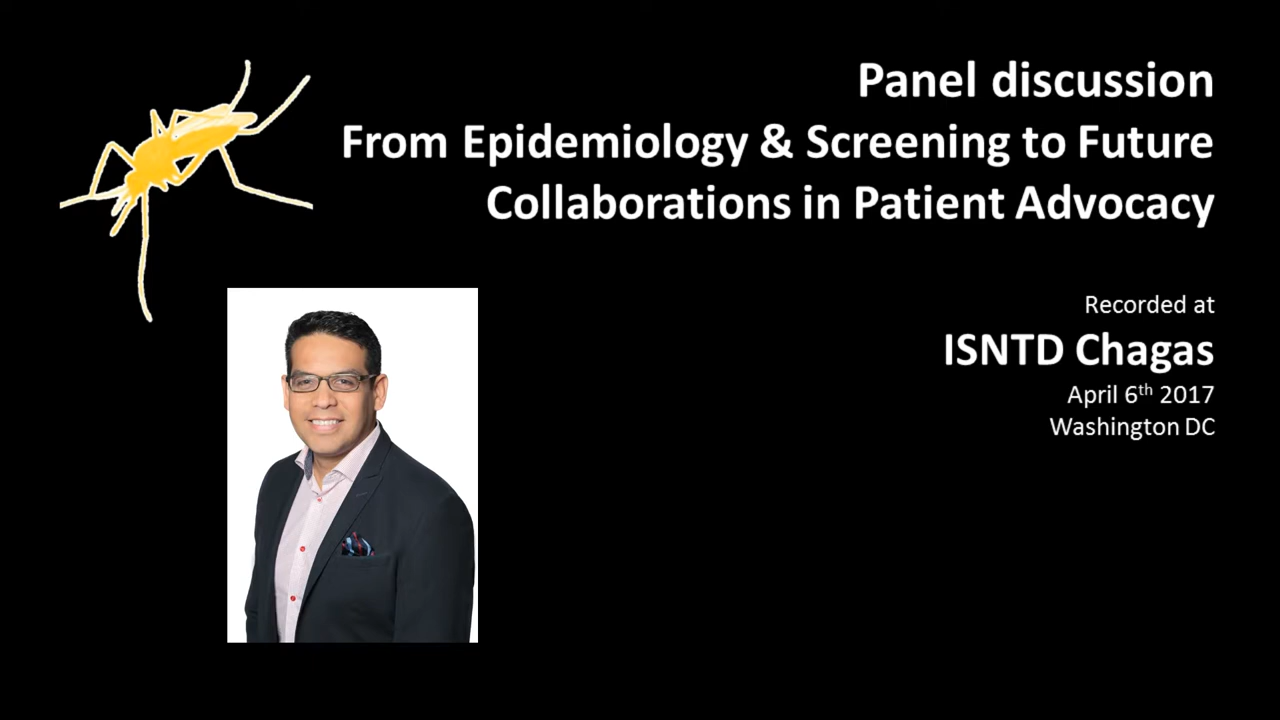 Panel discussion
From Epidemiology & Screening to Future
Collaborations in Patient Advocacy
Recorded at
ISNTD Chagas
April 6th 2017
Washington DC